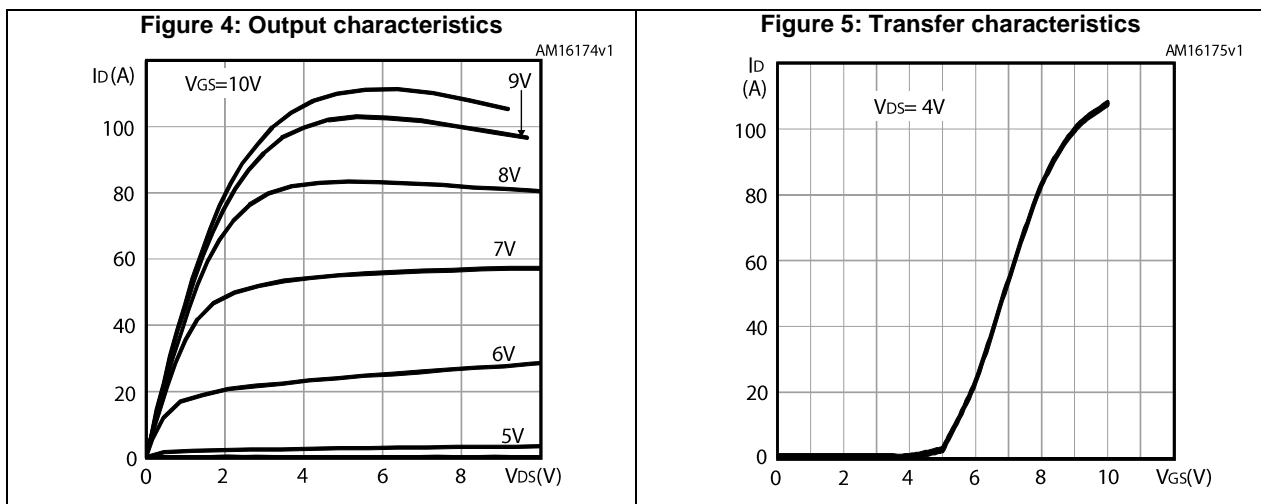 Figure 4: Output characteristics
AM16174v1
ID(A)
VGS=10V
9V
100
8V
80
7V
60
40
6V
20
5V
0
0 2 4 6 8 VDS(V)
Figure 5: Transfer characteristics
AM16175v1
ID
(A)
VDS= 4V
100
80
60
40
20
0
0 2 4 6 8 10 VGS(V)